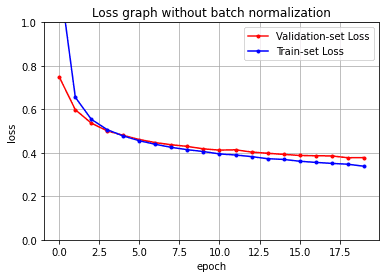 Loss graph without batch normalization
Validation-set Loss
Train-set Loss
1.0
0.8
0.6
0.4
0.2
0.0
loss
0.0 2.5 5.0 7.5 10.0 12.5 15.0 17.5
epoch